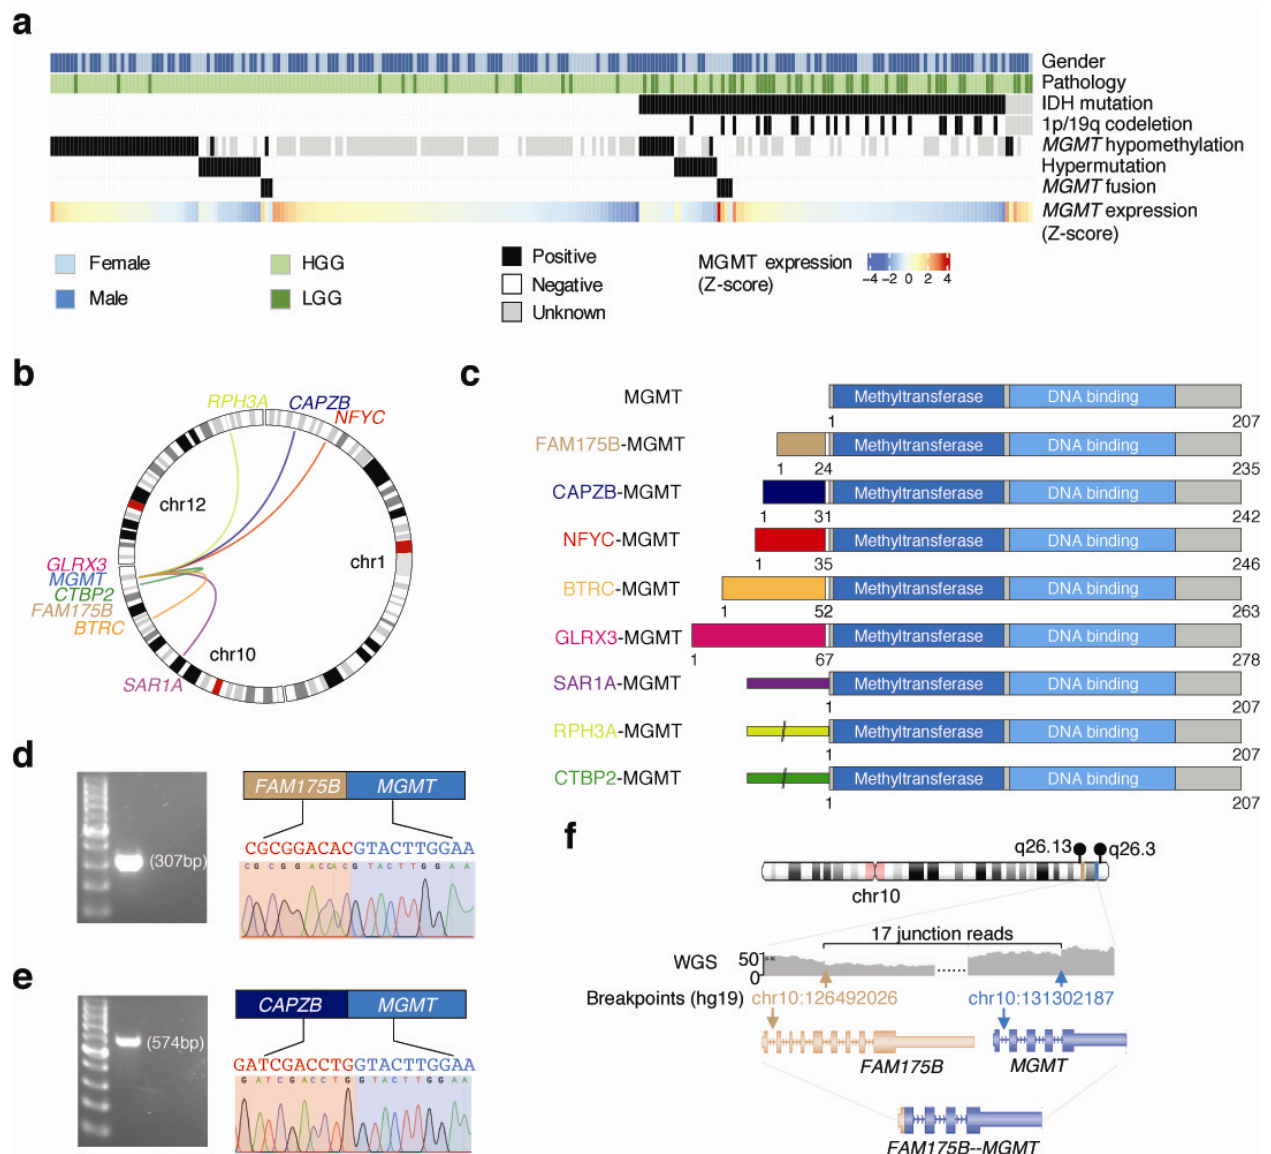 a
Gender
Pathology
IDH mutation
1p/19q codeletion
MGMT hypomethylation
Hypermutation
MGMT fusion
MGMT expression
(Z-score)
Female
Male
HGG
LGG
Positive
Negative
Unknown
MGMT expression
(Z-score)
-4 -2 0 2 4
b
RPH3A
CAPZB
NFYC
chr12
chr1
GLRX3
MGMT
CTBP2
FAM175B
BTRC
chr10
SAR1A
c
MGMT Methyltransferase DNA binding
1 207
FAM175B-MGMT Methyltransferase DNA binding
1 24 235
CAPZB-MGMT Methyltransferase DNA binding
1 31 242
NFYC-MGMT Methyltransferase DNA binding
1 35 246
BTRC-MGMT Methyltransferase DNA binding
1 52 263
GLRX3-MGMT Methyltransferase DNA binding
1 67 278
SAR1A-MGMT Methyltransferase DNA binding
1 207
RPH3A-MGMT Methyltransferase DNA binding
1 207
CTBP2-MGMT Methyltransferase DNA binding
1 207
d
(307bp)
FAM175B MGMT
CGCGGACACGTACTTGGAA
C G C G G A C C A C G T A C T T G G A A
e
(574bp)
CAPZB MGMT
GATCGACCTGGTACTTGGAA
G A T C G A C C T G G T A C T T G G A A
f
q26.13 q26.3
chr10
17 junction reads
WGS
50
0
Breakpoints (hg19) chr10:126492026 chr10:131302187
FAM175B MGMT
FAM175B--MGMT